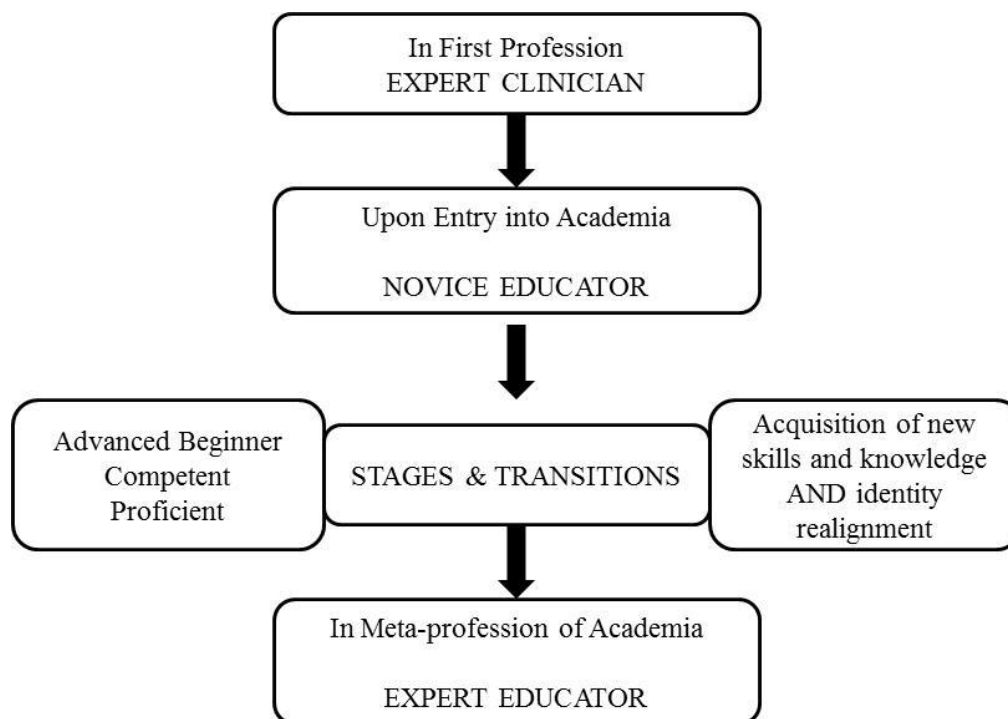 In First Profession
EXPERT CLINICIAN
Upon Entry into Academia
NOVICE EDUCATOR
Advanced Beginner
Competent
Proficient
STAGES & TRANSITIONS
Acquisition of new
skills and knowledge
AND identity
realignment
In Meta-profession of Academia
EXPERT EDUCATOR